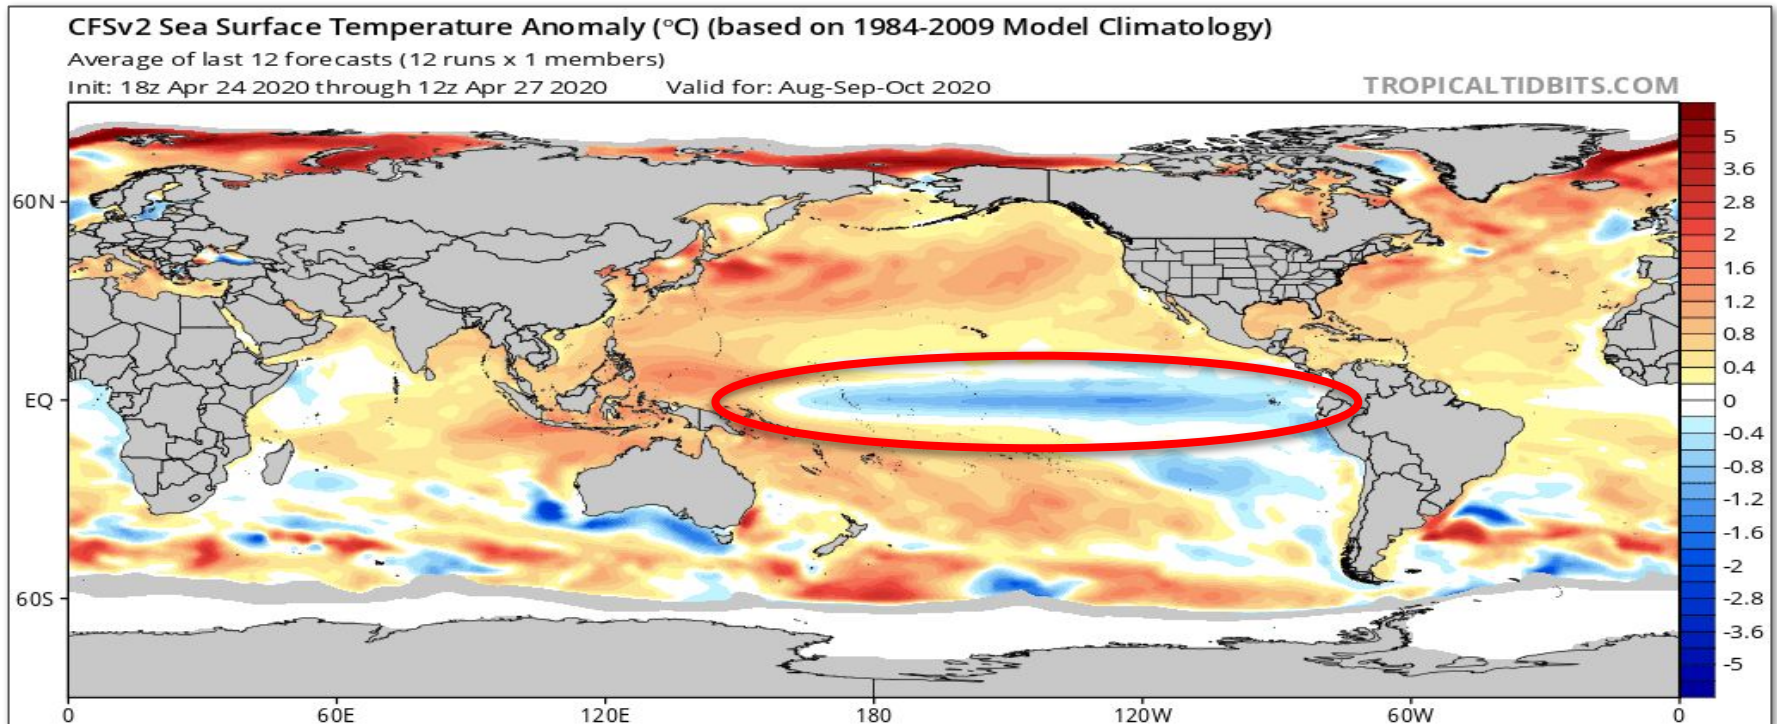 CFSv2 Sea Surface Temperature Anomaly (°C) (based on 1984-2009 Model Climatology)
Average of last 12 forecasts (12 runs x 1 members)
Init: 18z Apr 24 2020 through 12z Apr 27 2020 Valid for: Aug-Sep-Oct 2020 TROPICALTIDBITS.COM
60N
EQ
60S
0 60E 120E 180 120W 60W 0
5
3.6
2.8
2
1.6
1.2
0.8
0.4
0
-0.4
-0.8
-1.2
-1.6
-2
-2.8
-3.6
-5